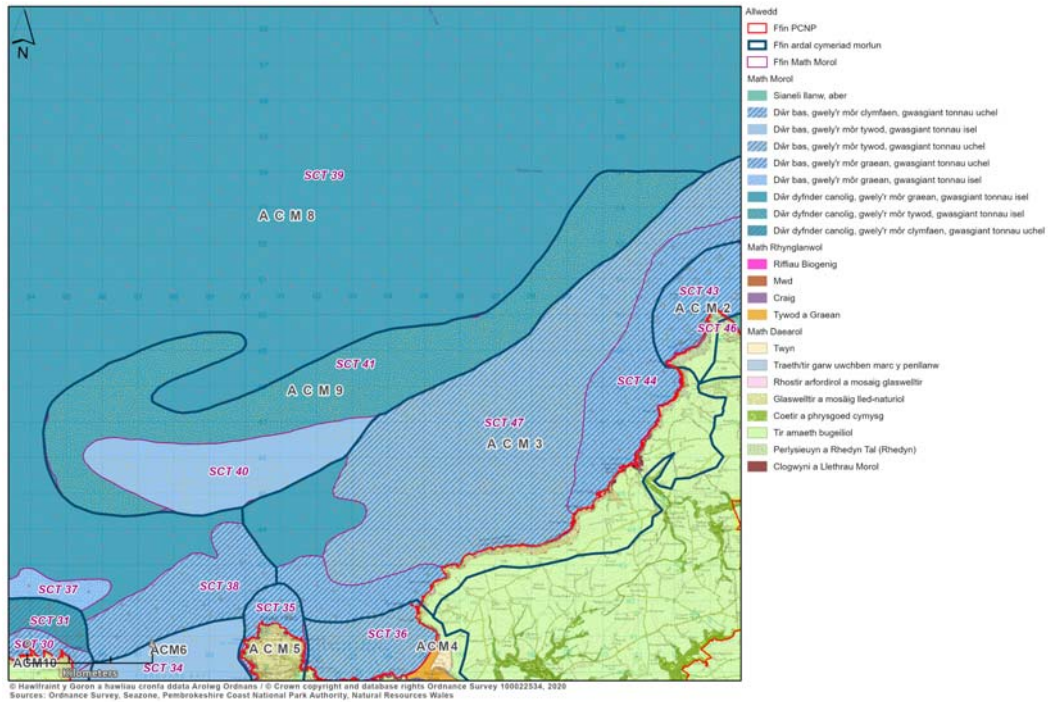 N
SCT 39
ACM 8
SCT 43
ACM 2
SCT 46
SCT 41
ACM 9
SCT 44
SCT 47
ACM 3
SCT 40
SCT 37
SCT 38
SCT 35
SCT 31
SCT 36
SCT 30
ACM6
ACM 5
ACM4
ACM10
SCT 34
Kilometers
© Hawlfraint y Goron a hawliau cronfa ddata Arolwg Ordnans / © Crown copyright and database rights Ordnance Survey 100022534, 2020
Sources: Ordnance Survey, Seazone, Pembrokeshire Coast National Park Authority, Natural Resources Wales
Allwedd
Ffin PCNP
Ffin ardal cymeriad morlun
Ffin Math Morol
Math Morol
Sianeli llanw, aber
Dŵr bas, gwely'r môr clymfaen, gwasgiant tonnau uchel
Dŵr bas, gwely'r môr tywod, gwasgiant tonnau isel
Dŵr bas, gwely'r môr tywod, gwasgiant tonnau uchel
Dŵr bas, gwely'r môr graean, gwasgiant tonnau uchel
Dŵr bas, gwely'r môr graean, gwasgiant tonnau isel
Dŵr dyfnder canolig, gwely'r môr graean, gwasgiant tonnau isel
Dŵr dyfnder canolig, gwely'r môr tywod, gwasgiant tonnau isel
Dŵr dyfnder canolig, gwely'r môr clymfaen, gwasgiant tonnau uchel
Math Rhynglanwol
Riffiau Biogenig
Mwd
Craig
Tywod a Graean
Math Daearol
Twyn
Traeth/tir garw uwchben marc y penllanw
Rhostir arfordirol a mosaig glaswelltir
Glaswelltir a mosäig lled-naturiol
Coetir a phrysgoed cymysg
Tir amaeth bugeiliol
Perlysieuyn a Rhedyn Tal (Rhedyn)
Clogwyni a Llethrau Morol